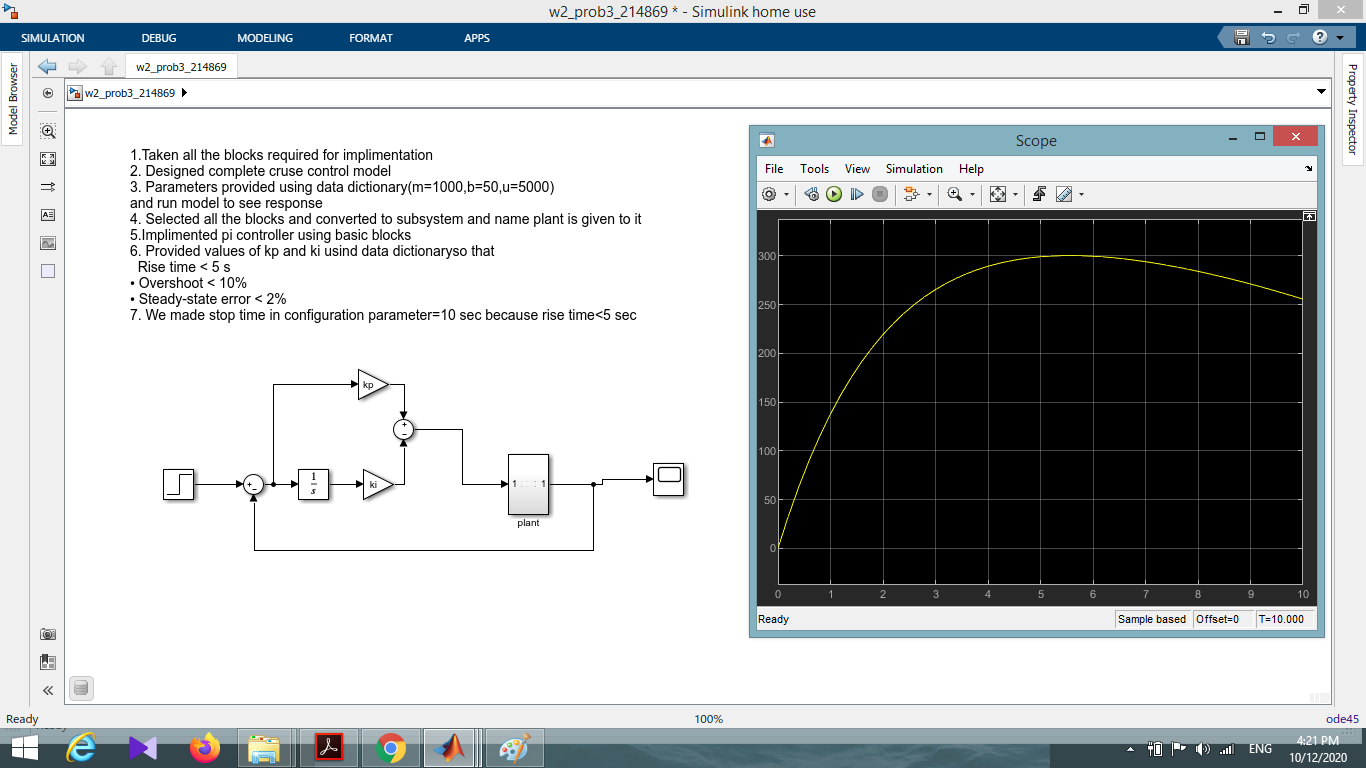 w2_prob3_214869 * - Simulink home use
SIMULATION DEBUG MODELING FORMAT APPS
Model Browser
w2_prob3_214869
w2_prob3_214869
Property Inspector
1.Taken all the blocks required for implimentation
2. Designed complete cruse control model
3. Parameters provided using data dictionary(m=1000,b=50,u=5000)
and run model to see response
4. Selected all the blocks and converted to subsystem and name plant is given to it
5.Implimented pi controller using basic blocks
6. Provided values of kp and ki usind data dictionaryso that
Rise time < 5 s
• Overshoot < 10%
• Steady-state error < 2%
7. We made stop time in configuration parameter=10 sec because rise time<5 sec
kp
+
−
+
−
1
s
ki
1 1
plant
Scope
File Tools View Simulation Help
300
250
200
150
100
50
0
0 1 2 3 4 5 6 7 8 9 10
Ready Sample based Offset=0 T=10.000
Ready 100% ode45
ENG
4:21 PM
10/12/2020